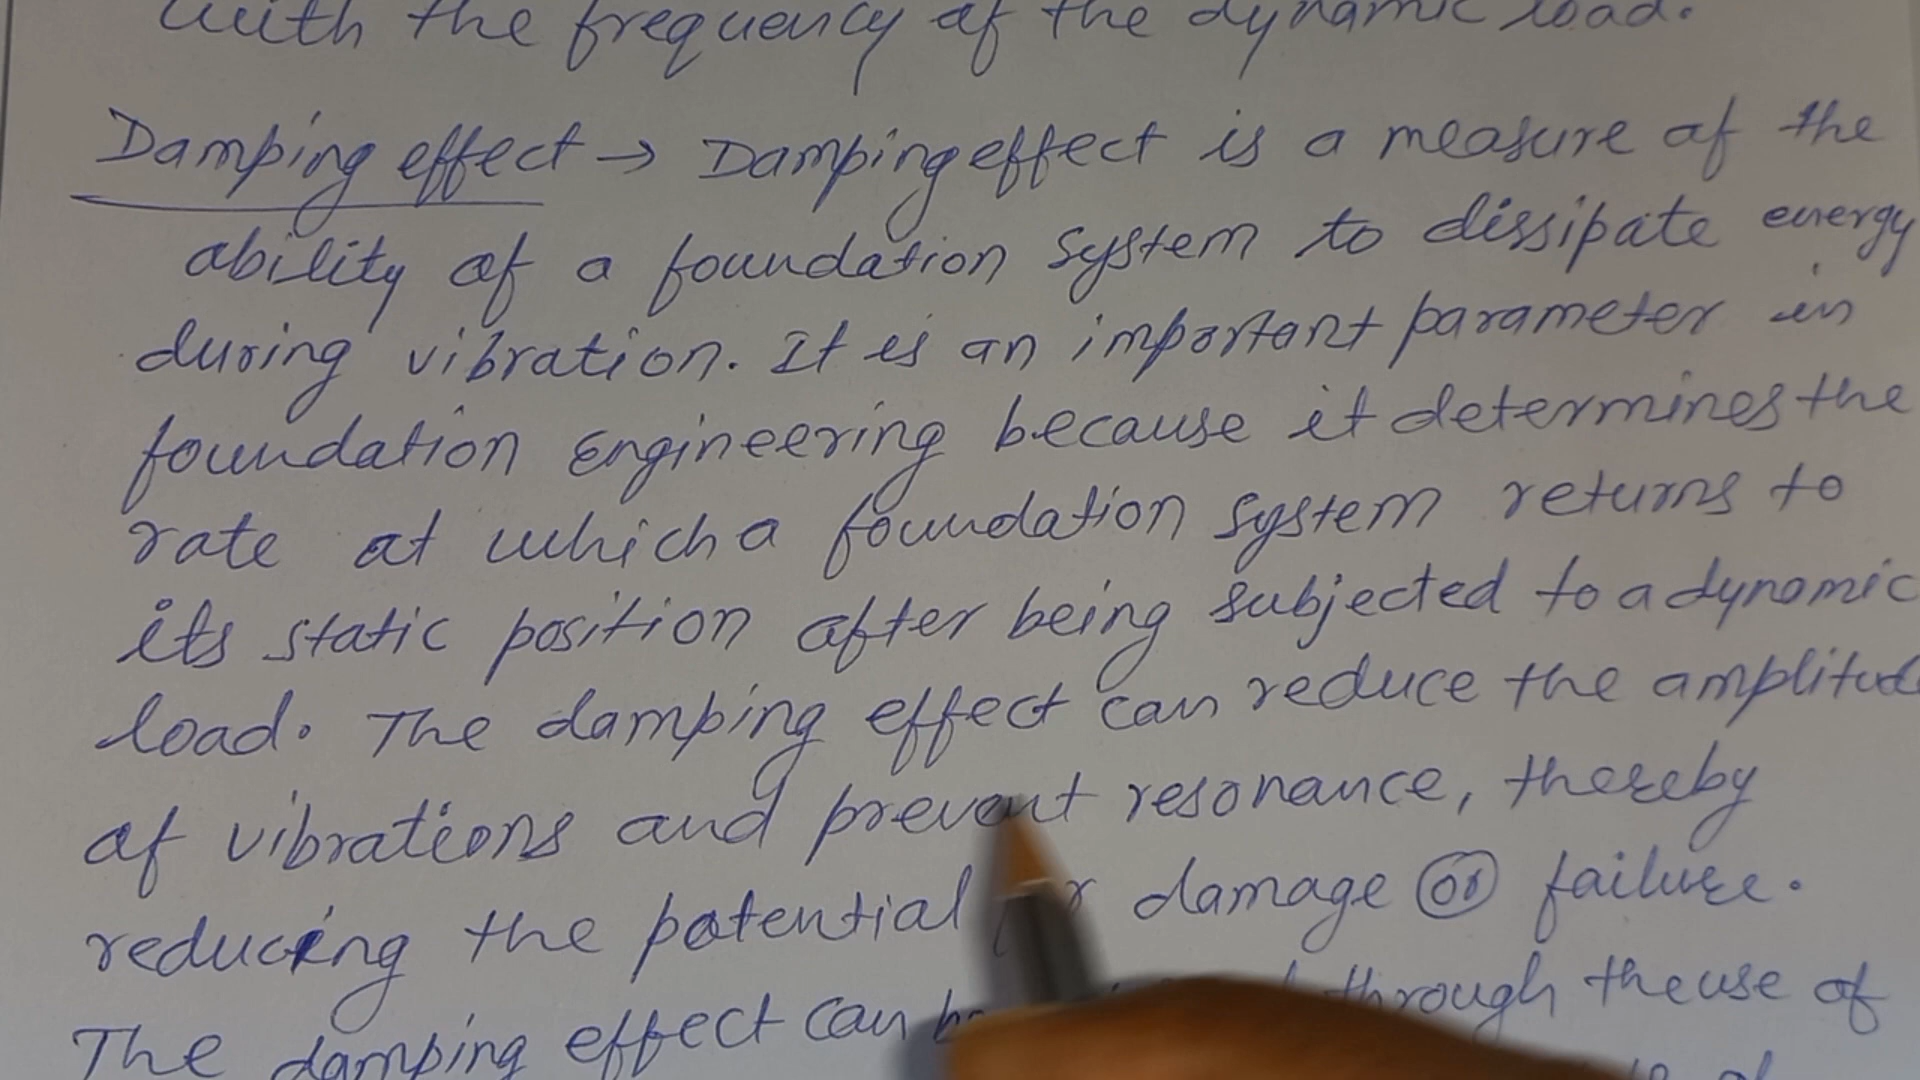 with the frequency of the dynamic load.
Damping effect → Damping effect is a measure of the
ability of a foundation system to dissipate energy
during vibration. It is an important parameter in
foundation Engineering because it determines the
rate at which a foundation system returns to
its static position after being subjected to a dynamic
load. The damping effect can reduce the amplitude
of vibrations and prevent resonance, thereby
reducing the potential damage or failure.
The damping effect can through the use of